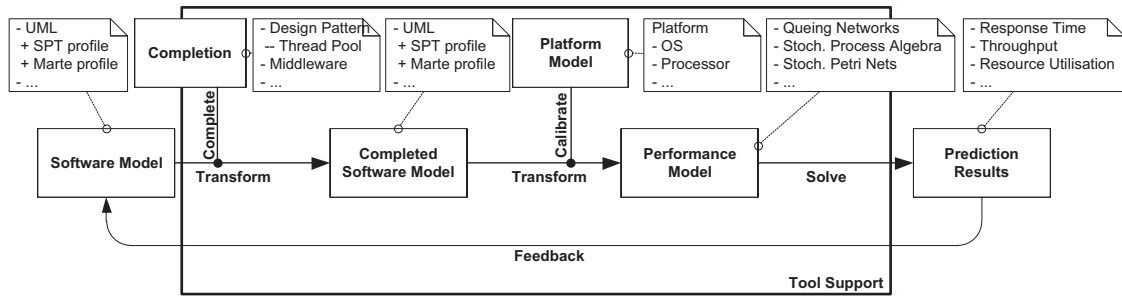 - UML
+ SPT profile
+ Marte profile
- ...
Completion
- Design Pattern
-- Thread Pool
- Middleware
- ...
- UML
+ SPT profile
+ Marte profile
- ...
Platform
Model
Platform
- OS
- Processor
- ...
- Queing Networks
- Stoch. Process Algebra
- Stoch. Petri Nets
- ...
- Response Time
- Throughput
- Resource Utilisation
- ...
Complete
Calibrate
Software Model
Transform
Completed
Software Model
Transform
Performance
Model
Solve
Prediction
Results
Feedback
Tool Support